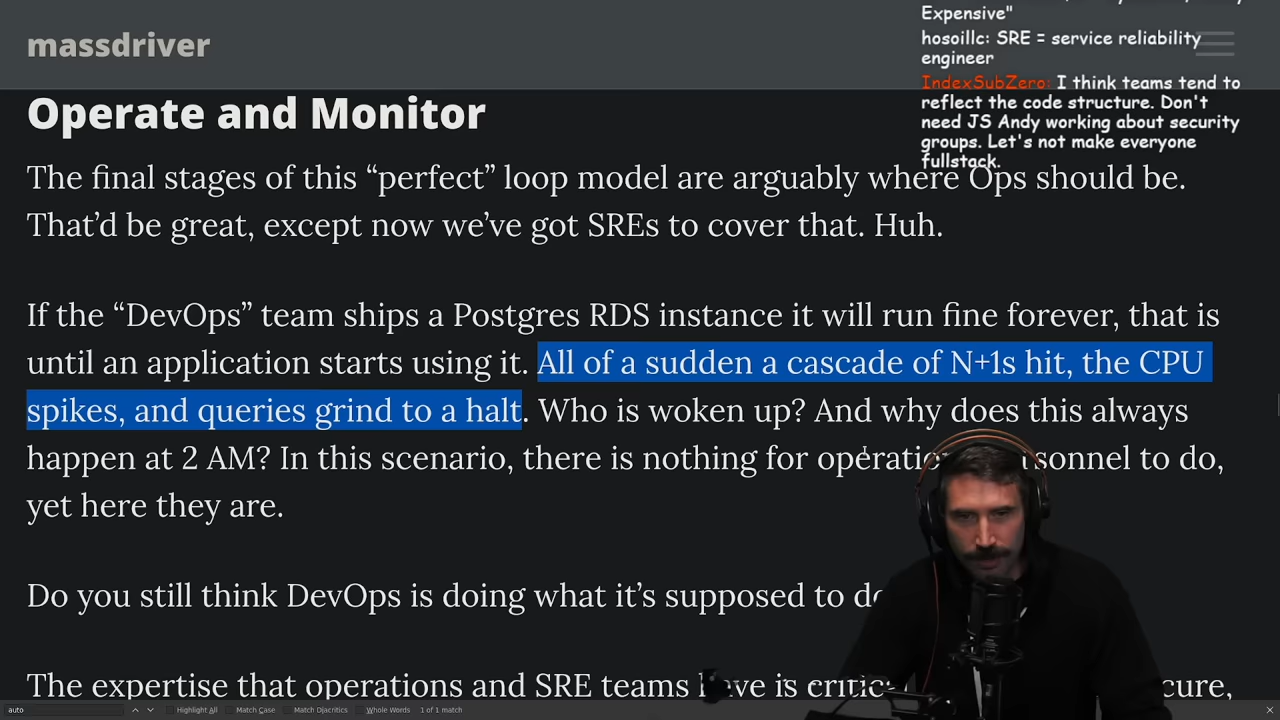 massdriver
Expensive"
hosoillc: SRE = service reliability
engineer
IndexSubZero: I think teams tend to
reflect the code structure. Don't
need JS Andy working about security
groups. Let's not make everyone
fullstack.
Operate and Monitor
The final stages of this “perfect” loop model are arguably where Ops should be.
That’d be great, except now we’ve got SREs to cover that. Huh.
If the “DevOps” team ships a Postgres RDS instance it will run fine forever, that is
until an application starts using it. All of a sudden a cascade of N+1s hit, the CPU
spikes, and queries grind to a halt. Who is woken up? And why does this always
happen at 2 AM? In this scenario, there is nothing for to do,
yet here they are.
Do you still think DevOps is doing what it’s supposed to
The expertise that operations and SRE teams is
auto
Highlight All
Match Case
Match Diacritics
Whole Words
1 of 1 match